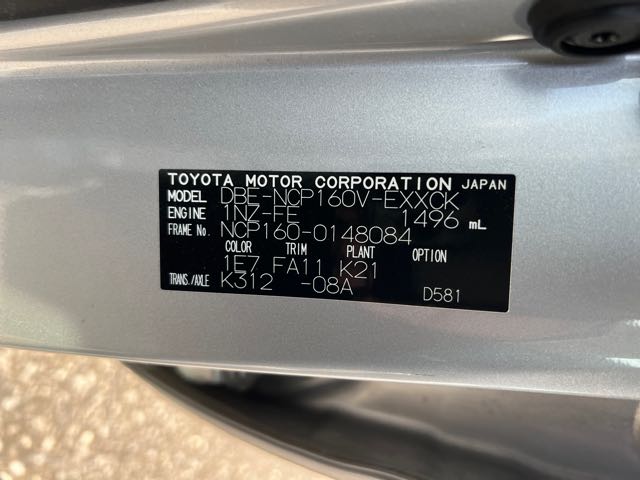 TOYOTA MOTOR CORPORATION JAPAN
MODEL DBE-NCP160V-EXXCK
ENGINE 1NZ-FE 1496 mL
FRAME No. NCP160-0148084
COLOR TRIM PLANT OPTION
1E7 FA11 K21
TRANS./AXLE K312 -08A D581